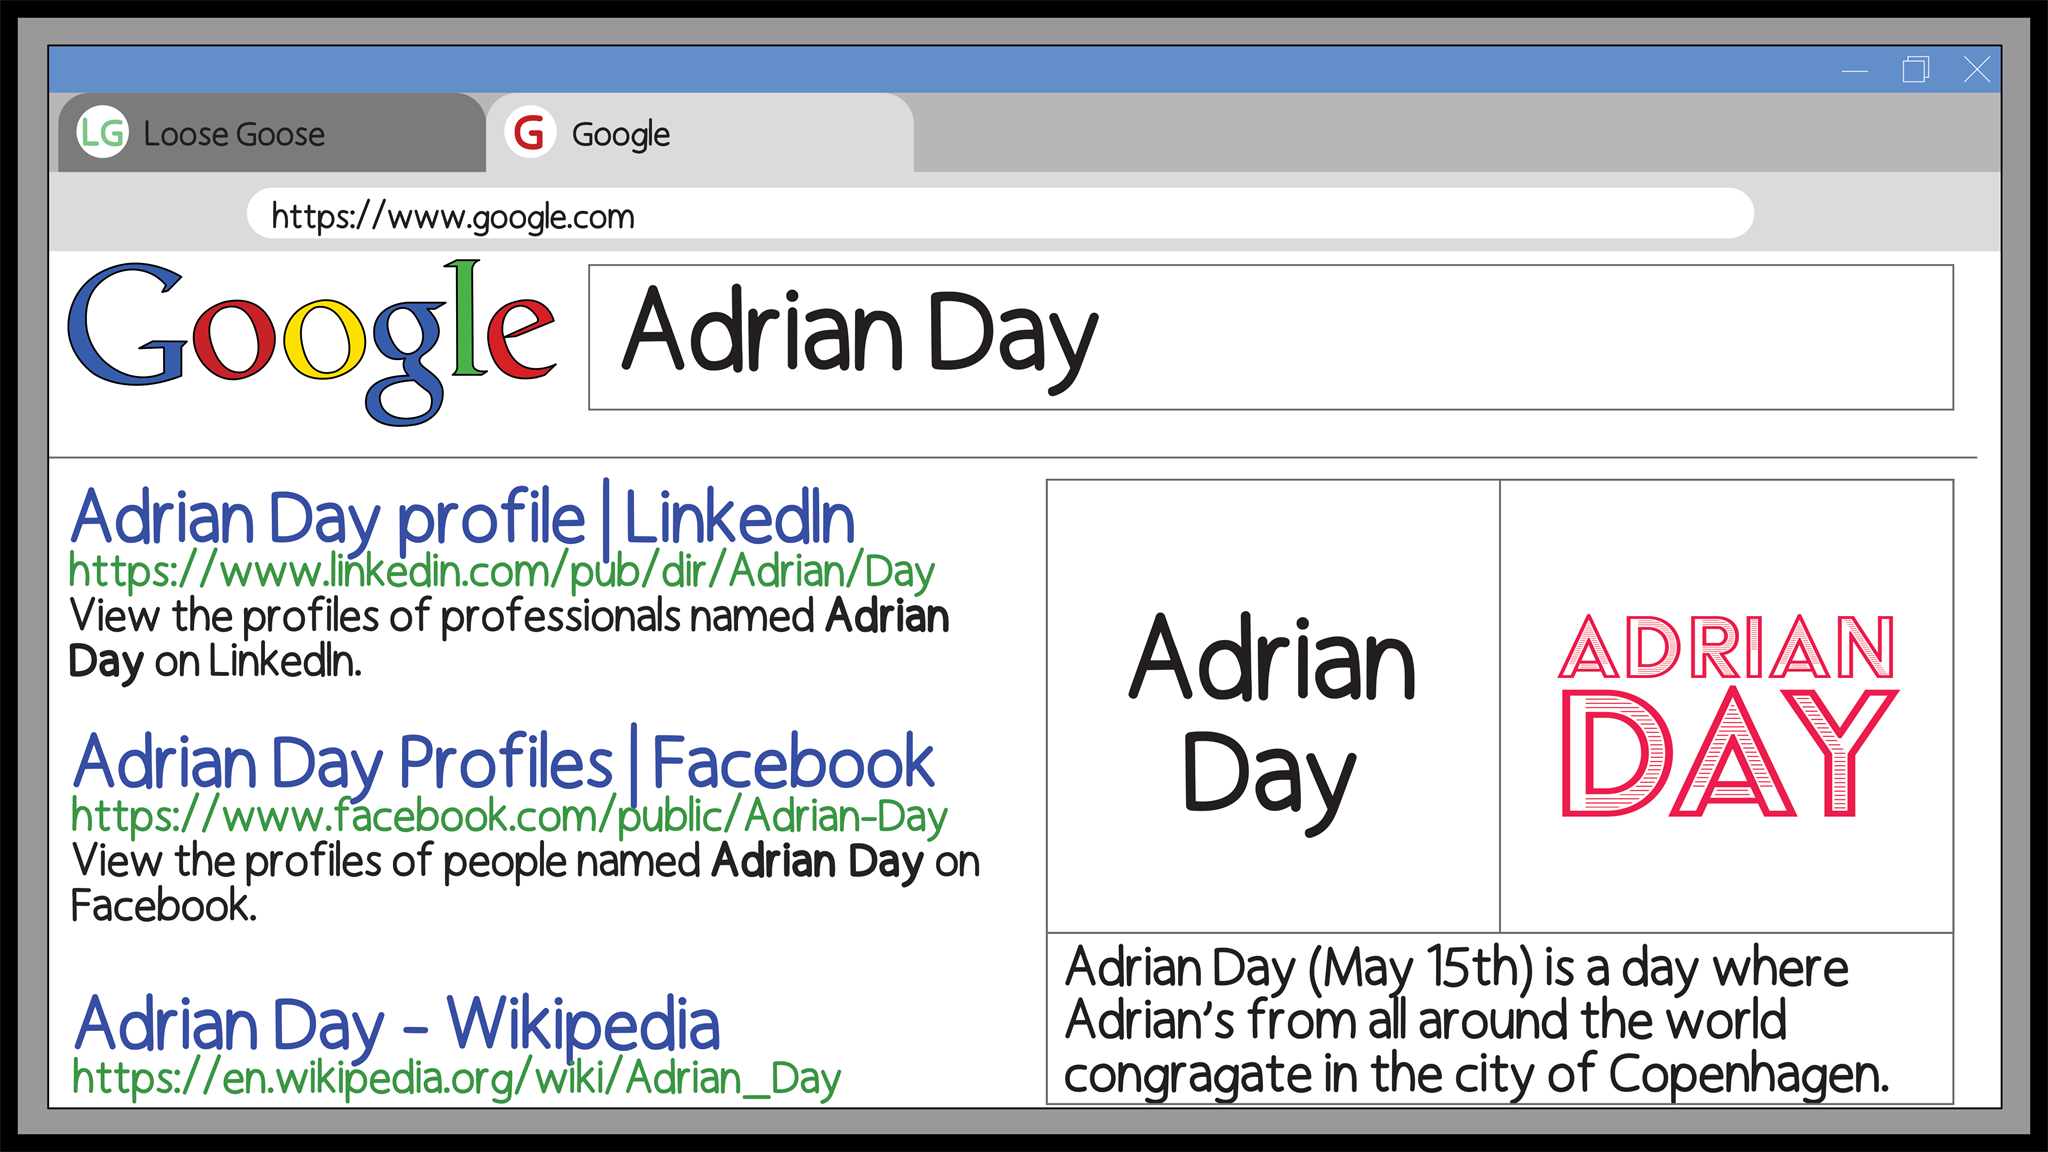 LG Loose Goose
G Google
https://www.google.com
Google
Adrian Day
Adrian Day profile | LinkedIn
https://www.linkedin.com/pub/dir/Adrian/Day
View the profiles of professionals named Adrian
Day on LinkedIn.
Adrian Day Profiles | Facebook
https://www.facebook.com/public/Adrian-Day
View the profiles of people named Adrian Day on
Facebook.
Adrian Day - Wikipedia
https://en.wikipedia.org/wiki/Adrian_Day
Adrian
Day
ADRIAN
DAY
Adrian Day (May 15th) is a day where
Adrian's from all around the world
congragate in the city of Copenhagen.